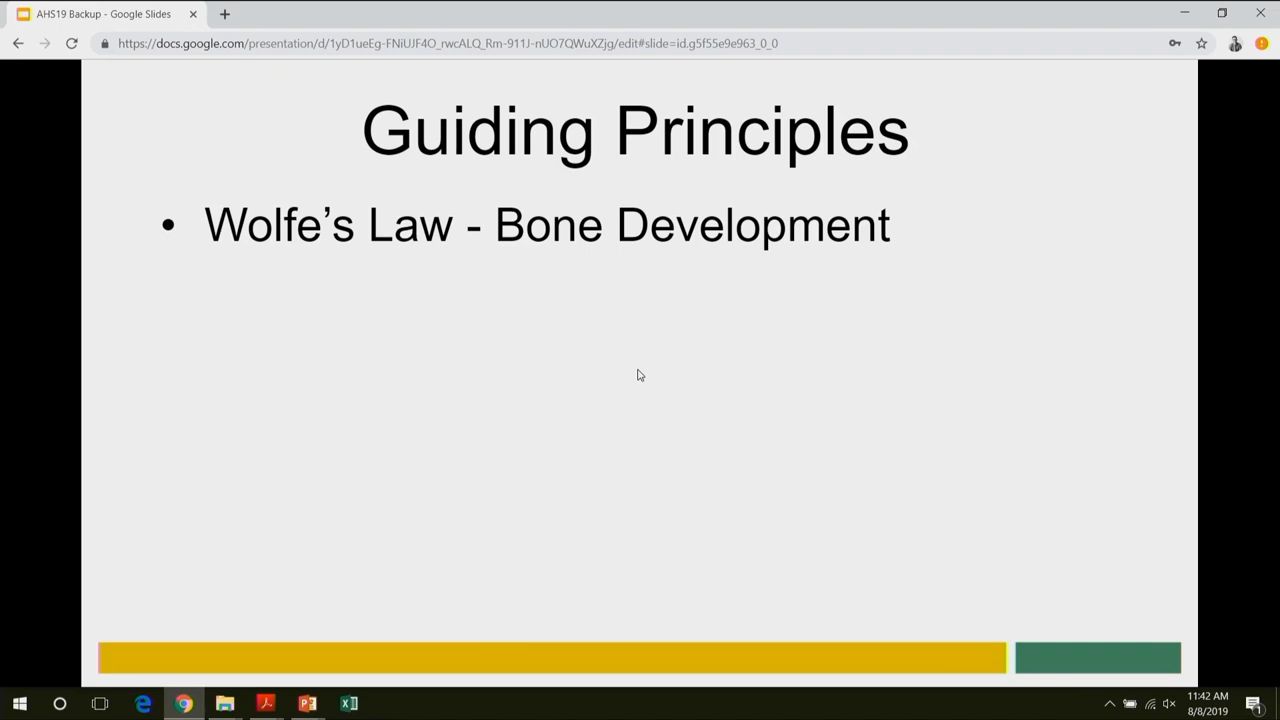 AHS19 Backup - Google Slides
https://docs.google.com/presentation/d/1yD1ueEg-FNiUJF4O_rwcALQ_Rm-911J-nUO7QWuXZjg/edit#slide=id.g5f55e9e963_0_0
Guiding Principles
• Wolfe’s Law - Bone Development
11:42 AM
8/8/2019
1